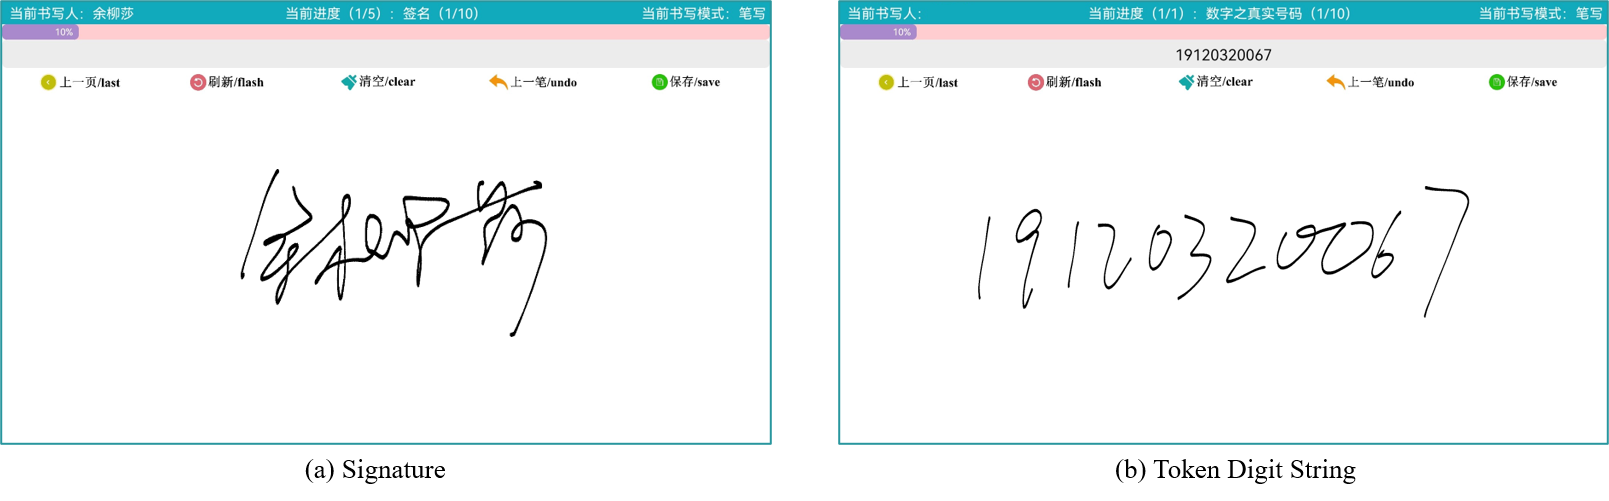 当前书写人：余柳莎 当前进度（1/5）：签名（1/10） 当前书写模式：笔写
10%
上一页/last 刷新/flash 清空/clear 上一笔/undo 保存/save
余柳莎
(a) Signature
当前书写人： 当前进度（1/1）：数字之真实号码（1/10） 当前书写模式：笔写
10%
19120320067
上一页/last 刷新/flash 清空/clear 上一笔/undo 保存/save
19120320067
(b) Token Digit String